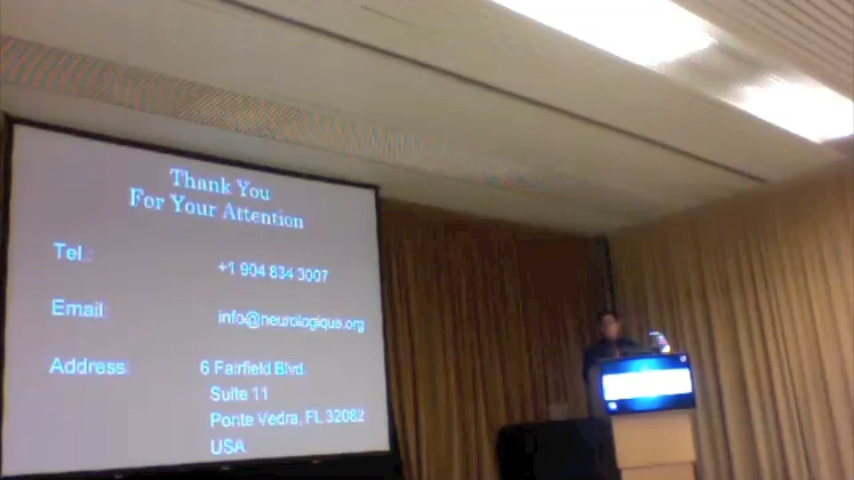 Thank You
For Your Attention
Tel.:
+1 904 834 3007
Email:
info@neurologique.org
Address:
6 Fairfield Blvd.
Suite 11
Ponte Vedra, FL 32082
USA